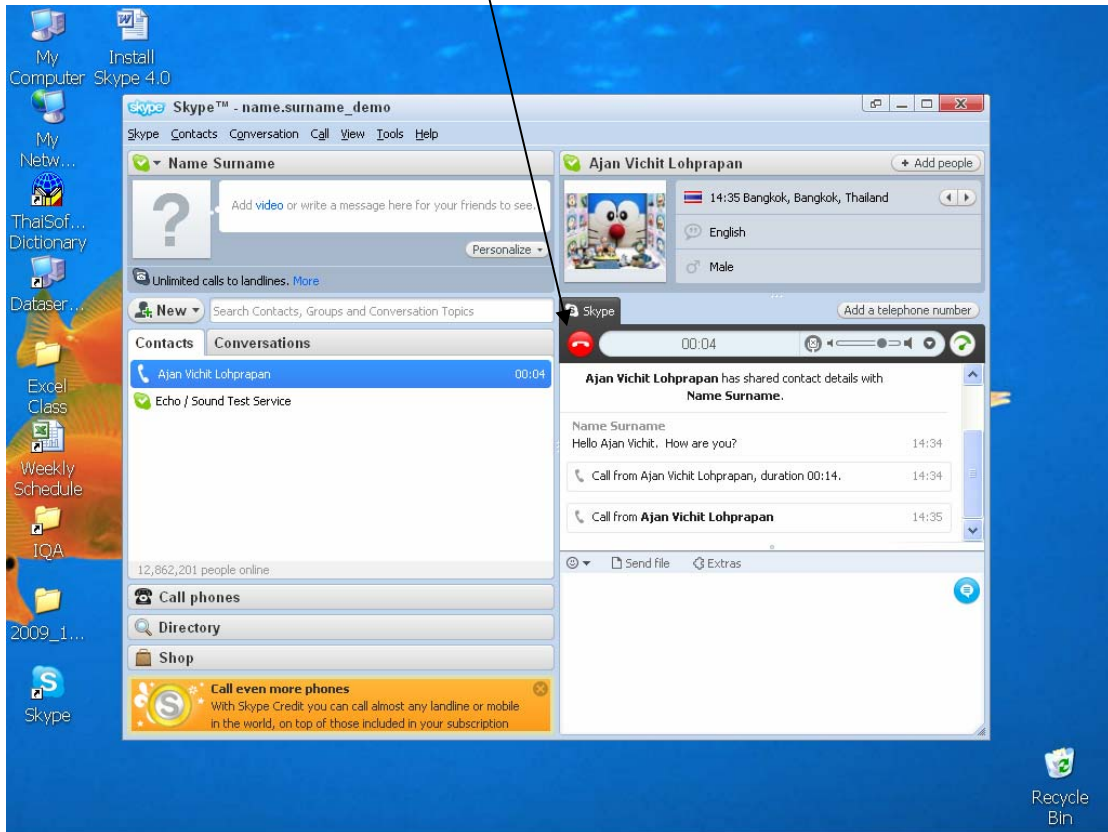 My Computer
Install Skype 4.0
My Netw...
ThaiSof... Dictionary
Dataser...
Excel Class
Weekly Schedule
IQA
2009_1...
Skype
skype Skype™ - name.surname_demo
Skype Contacts Conversation Call View Tools Help
Name Surname
?
Add video or write a message here for your friends to see.
Personalize
Unlimited calls to landlines. More
New
Search Contacts, Groups and Conversation Topics
Contacts Conversations
Ajan Vichit Lohprapan 00:04
Echo / Sound Test Service
12,862,201 people online
Call phones
Directory
Shop
Call even more phones
With Skype Credit you can call almost any landline or mobile
in the world, on top of those included in your subscription
Ajan Vichit Lohprapan
+ Add people
14:35 Bangkok, Bangkok, Thailand
English
Male
Skype
Add a telephone number
00:04
Ajan Vichit Lohprapan has shared contact details with
Name Surname.
Name Surname
Hello Ajan Vichit. How are you? 14:34
Call from Ajan Vichit Lohprapan, duration 00:14. 14:34
Call from Ajan Vichit Lohprapan 14:35
Send file Extras
Recycle Bin